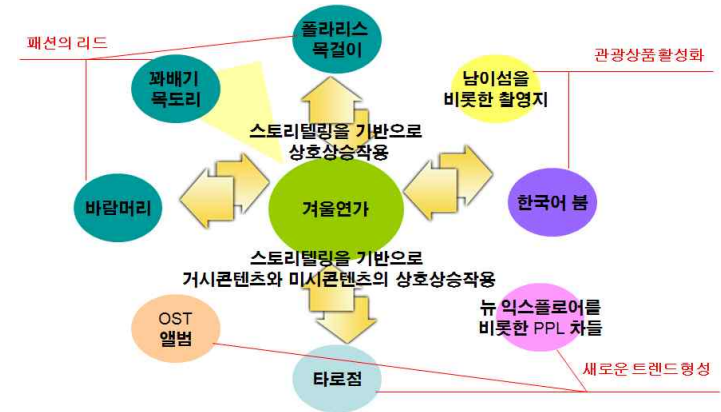 패션의 리드
폴라리스
목걸이
꽈배기
목도리
남이섬을
비롯한 촬영지
관광상품 활성화
스토리텔링을 기반으로
상호상승작용
바람머리
겨울연가
한국어 붐
스토리텔링을 기반으로
거시콘텐츠와 미시콘텐츠의 상호상승작용
OST
앨범
뉴 익스플로어를
비롯한 PPL 차들
타로점
새로운 트렌드 형성